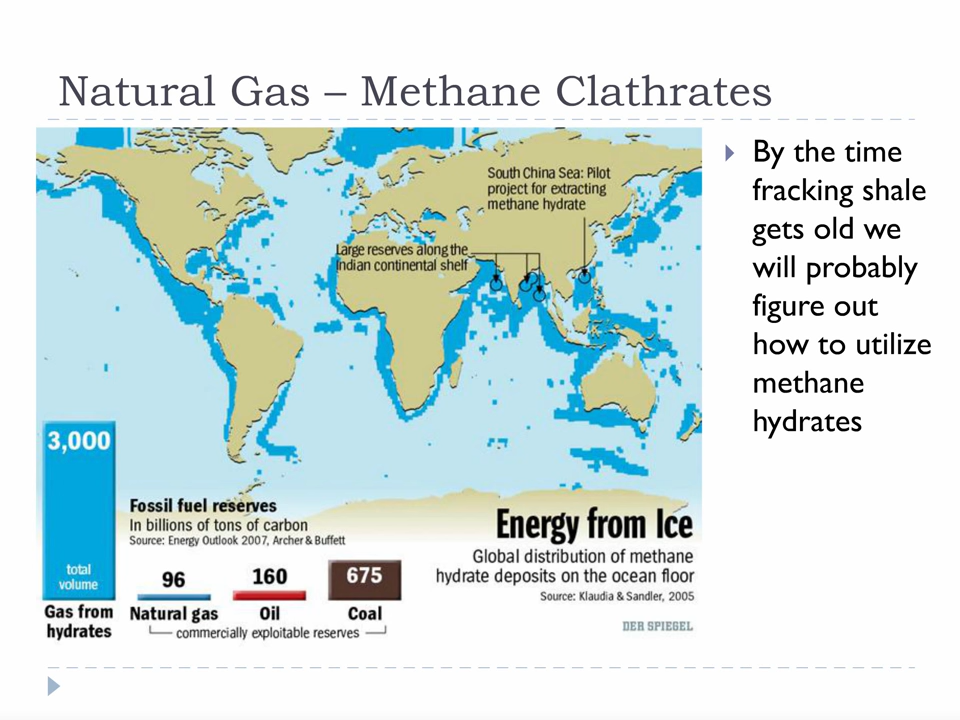 Natural Gas – Methane Clathrates
South China Sea: Pilot
project for extracting
methane hydrate
Large reserves along the
Indian continental shelf
3,000
total
volume
Gas from
hydrates
Fossil fuel reserves
In billions of tons of carbon
Source: Energy Outlook 2007, Archer & Buffett
96
Natural gas
160
Oil
675
Coal
commercially exploitable reserves
Energy from Ice
Global distribution of methane
hydrate deposits on the ocean floor
Source: Klaudia & Sandler, 2005
DER SPIEGEL
By the time
fracking shale
gets old we
will probably
figure out
how to utilize
methane
hydrates